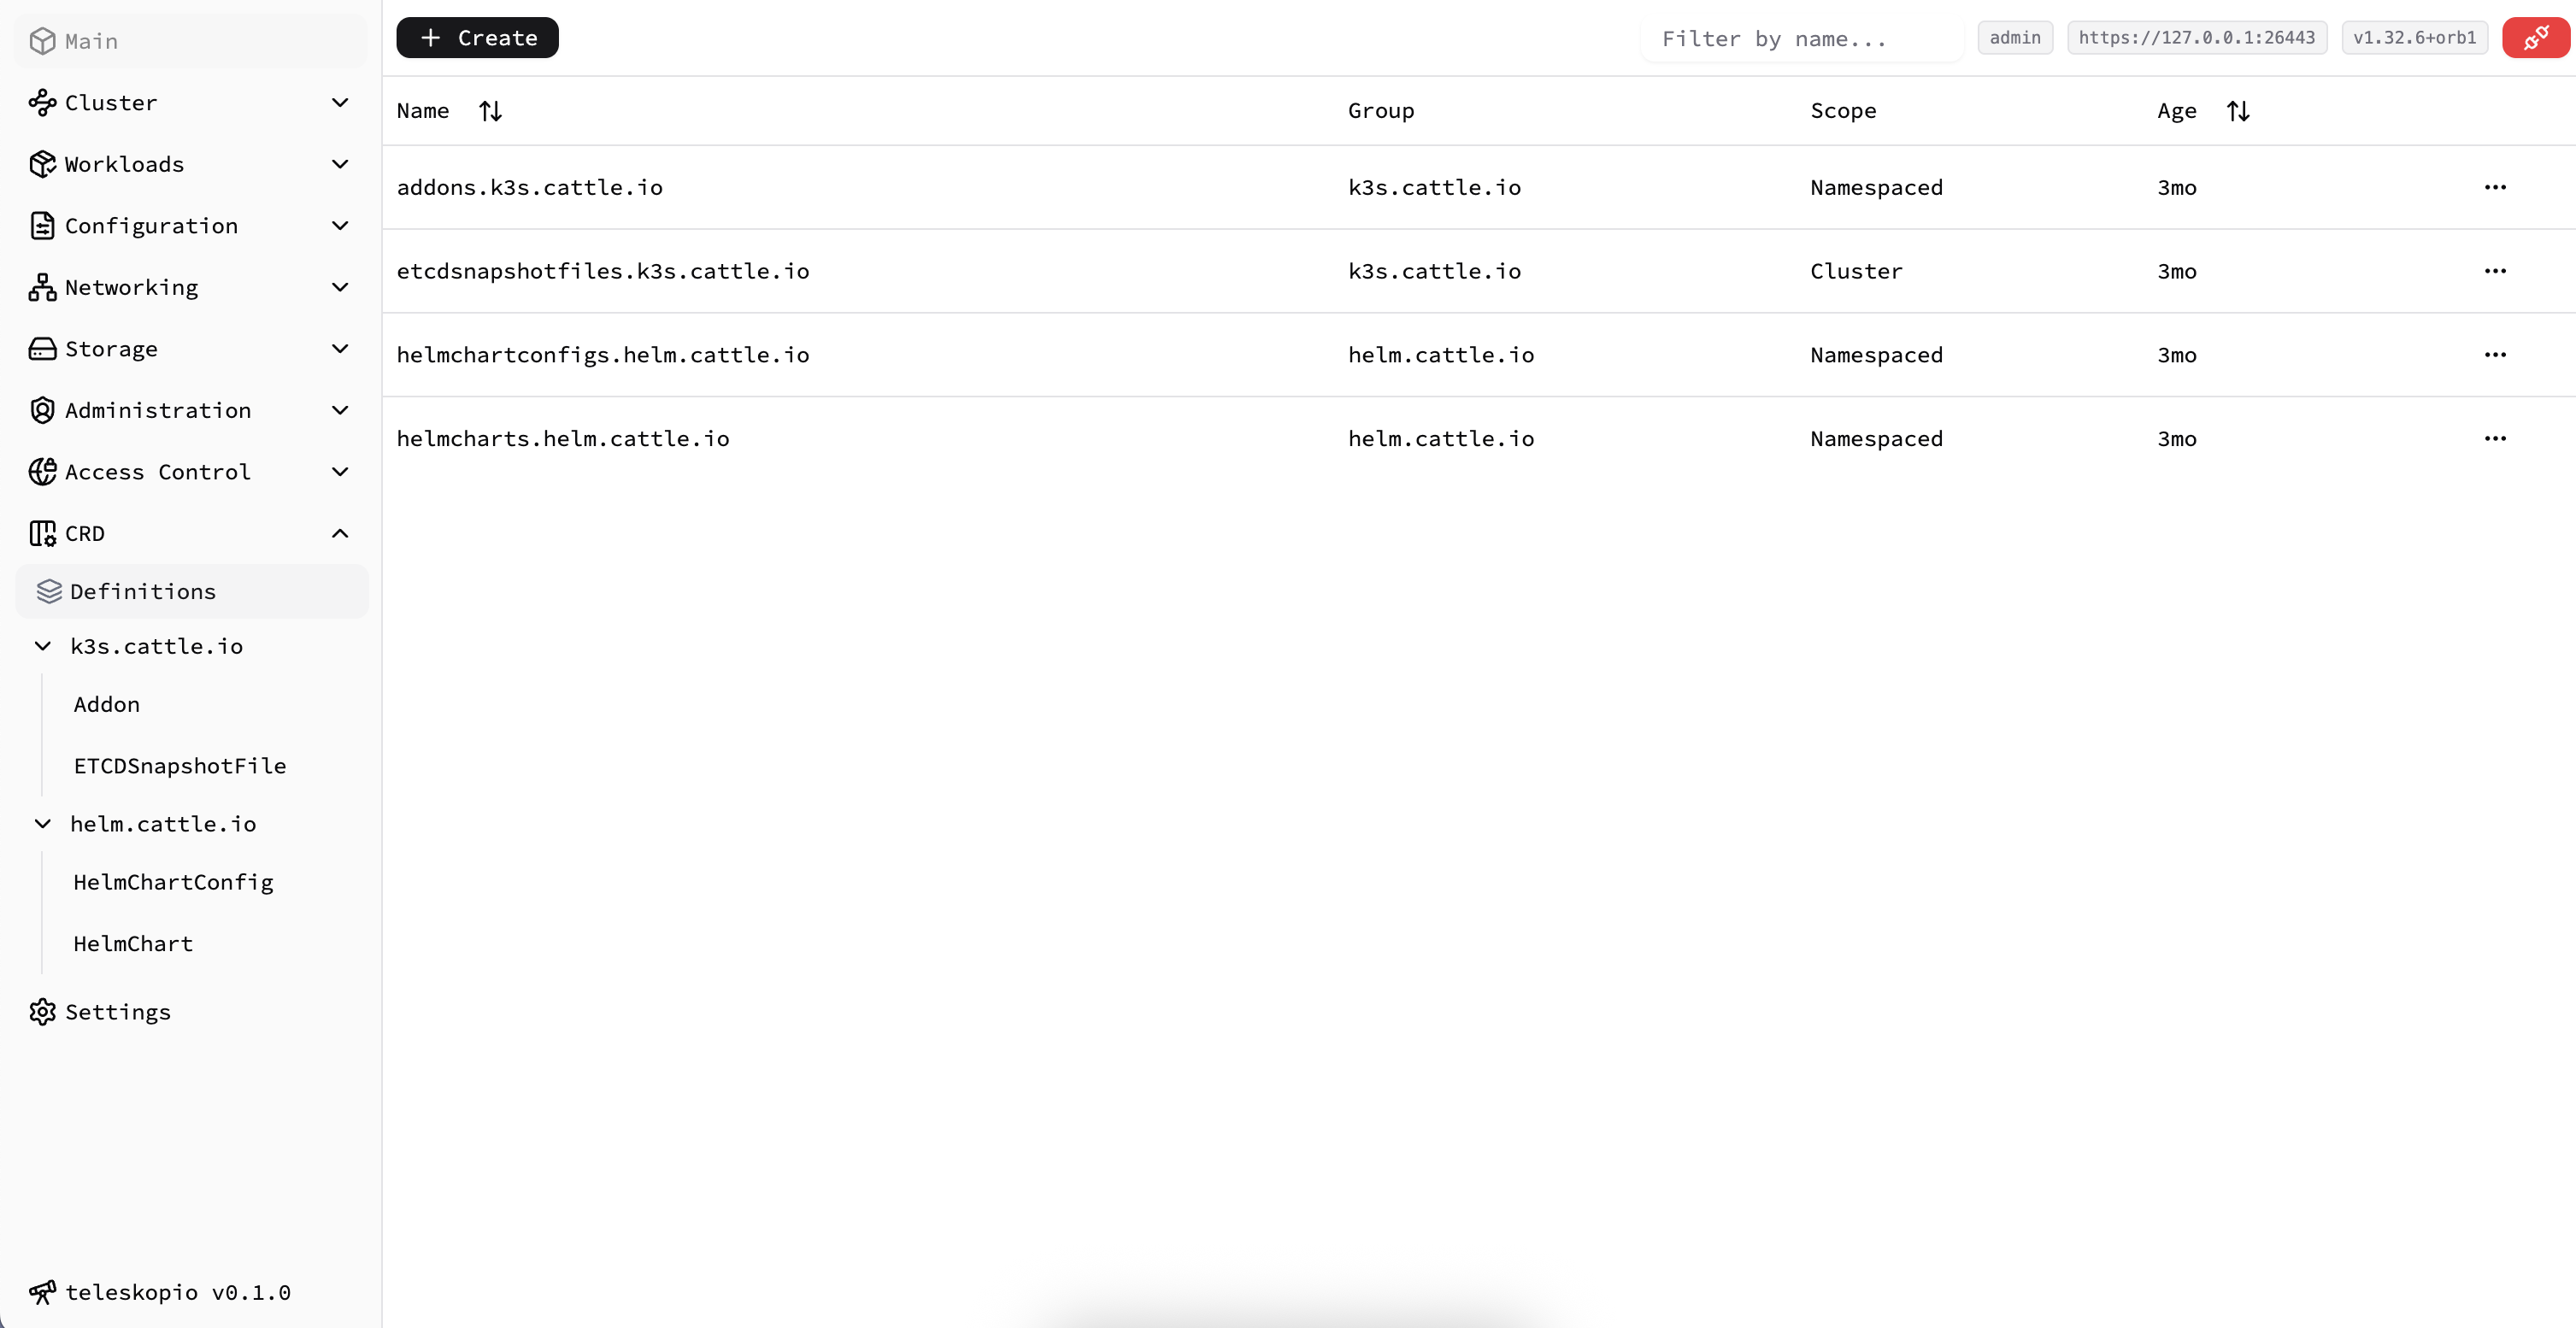 Main
Cluster
Workloads
Configuration
Networking
Storage
Administration
Access Control
CRD
Definitions
k3s.cattle.io
Addon
ETCDSnapshotFile
helm.cattle.io
HelmChartConfig
HelmChart
Settings
teleskopio v0.1.0
+ Create Filter by name... admin https://127.0.0.1:26443 v1.32.6+orb1
Name Group Scope Age
addons.k3s.cattle.io k3s.cattle.io Namespaced 3mo ...
etcdsnapshotfiles.k3s.cattle.io k3s.cattle.io Cluster 3mo ...
helmchartconfigs.helm.cattle.io helm.cattle.io Namespaced 3mo ...
helmcharts.helm.cattle.io helm.cattle.io Namespaced 3mo ...